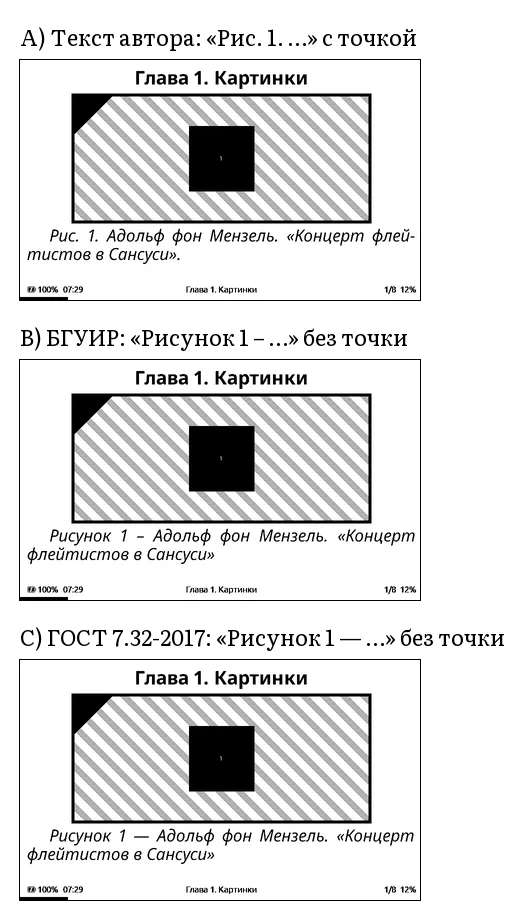 A) Текст автора: «Рис. 1. …» с точкой
Глава 1. Картинки
1
Рис. 1. Адольф фон Мензель. «Концерт флей-
тистов в Сансуси».
100% 07:29 Глава 1. Картинки 1/8 12%
B) БГУИР: «Рисунок 1 – …» без точки
Глава 1. Картинки
1
Рисунок 1 – Адольф фон Мензель. «Концерт
флейтистов в Сансуси»
100% 07:29 Глава 1. Картинки 1/8 12%
C) ГОСТ 7.32-2017: «Рисунок 1 — …» без точки
Глава 1. Картинки
1
Рисунок 1 — Адольф фон Мензель. «Концерт
флейтистов в Сансуси»
100% 07:29 Глава 1. Картинки 1/8 12%